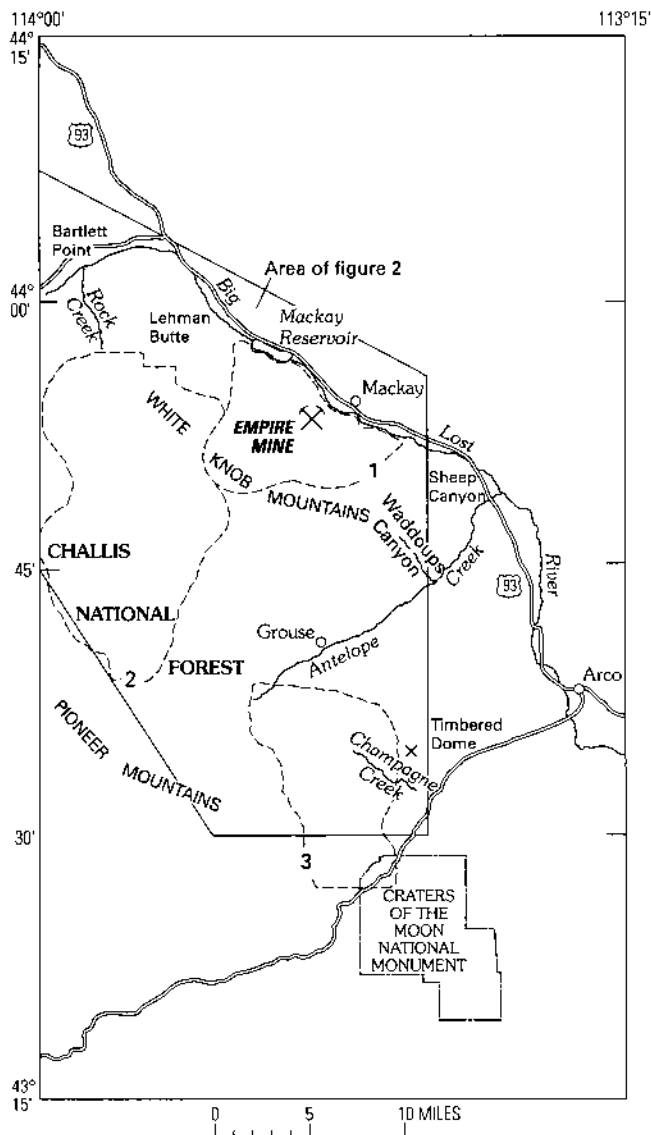 114°00'
113°15'
44°
15'
93
Bartlett
Point
Area of figure 2
Big
44°
00'
Rock
Creek
Lehman
Butte
Mackay
Reservoir
Mackay
WHITE
EMPIRE
MINE
Lost
KNOB
1
MOUNTAINS
Sheep
Canyon
Waddoups
Canyon
CHALLIS
Creek
River
45'
93
NATIONAL
Grouse
Antelope
FOREST
2
Arco
PIONEER
MOUNTAINS
Timbered
Dome
Champagne
Creek
30'
3
CRATERS
OF THE
MOON
NATIONAL
MONUMENT
43°
15'
0 5 10 MILES